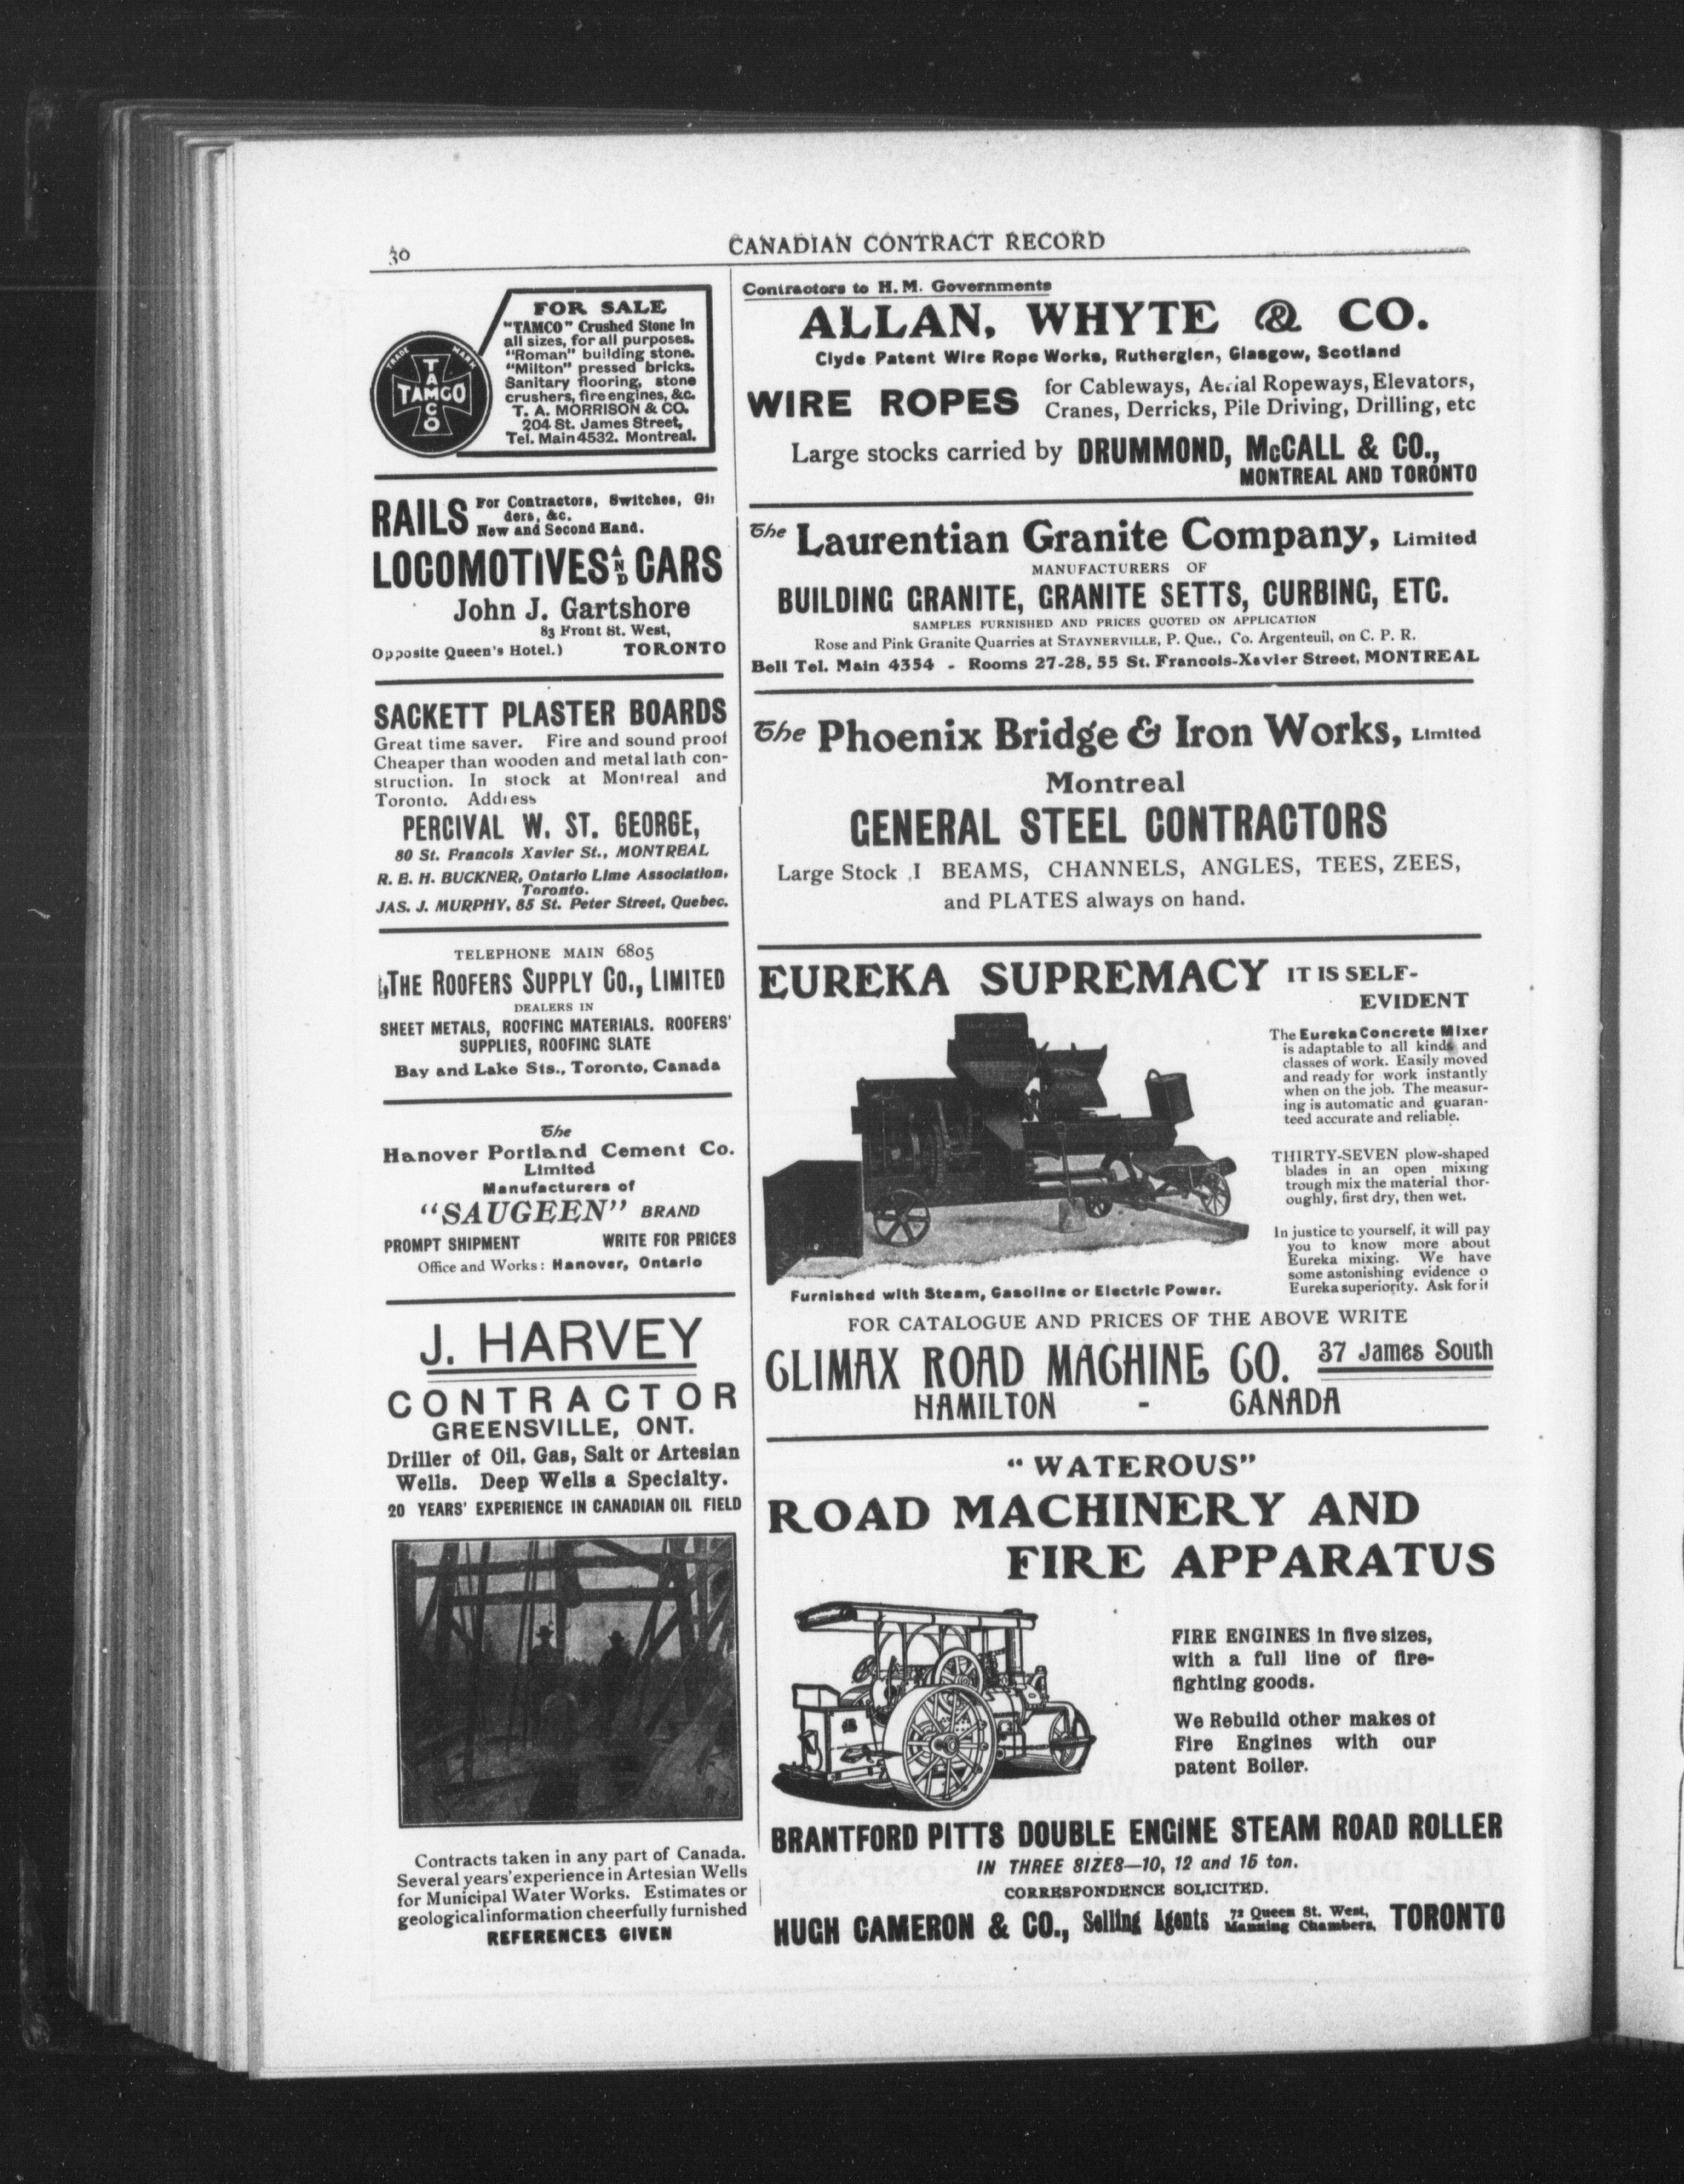 30
CANADIAN CONTRACT RECORD
TRADE MARK
TAMCO
TAMCO
FOR SALE
"TAMCO" Crushed Stone in
all sizes, for all purposes.
"Roman" building stone.
"Milton" pressed bricks.
Sanitary flooring, stone
crushers, fire engines, &c.
T. A. MORRISON & CO.
204 St. James Street,
Tel. Main 4532. Montreal.
RAILS For Contractors, Switches, Gir
ders, &c.
New and Second Hand.
LOCOMOTIVES AND CARS
John J. Gartshore
83 Front St. West,
Opposite Queen's Hotel.) TORONTO
SACKETT PLASTER BOARDS
Great time saver. Fire and sound proof
Cheaper than wooden and metal lath con-
struction. In stock at Montreal and
Toronto. Address
PERCIVAL W. ST. GEORGE,
80 St. Francois Xavier St., MONTREAL
R. E. H. BUCKNER, Ontario Lime Association,
Toronto.
JAS. J. MURPHY, 85 St. Peter Street, Quebec.
TELEPHONE MAIN 6805
THE ROOFERS SUPPLY CO., LIMITED
DEALERS IN
SHEET METALS, ROOFING MATERIALS. ROOFERS'
SUPPLIES, ROOFING SLATE
Bay and Lake Sts., Toronto, Canada
The
Hanover Portland Cement Co.
Limited
Manufacturers of
"SAUGEEN" BRAND
PROMPT SHIPMENT WRITE FOR PRICES
Office and Works: Hanover, Ontario
J. HARVEY
CONTRACTOR
GREENSVILLE, ONT.
Driller of Oil, Gas, Salt or Artesian
Wells. Deep Wells a Specialty.
20 YEARS' EXPERIENCE IN CANADIAN OIL FIELD
Contracts taken in any part of Canada.
Several years' experience in Artesian Wells
for Municipal Water Works. Estimates or
geological information cheerfully furnished
REFERENCES GIVEN
Contractors to H. M. Governments
ALLAN, WHYTE & CO.
Clyde Patent Wire Rope Works, Rutherglen, Glasgow, Scotland
WIRE ROPES for Cableways, Aerial Ropeways, Elevators,
Cranes, Derricks, Pile Driving, Drilling, etc
Large stocks carried by DRUMMOND, McCALL & CO.,
MONTREAL AND TORONTO
The Laurentian Granite Company, Limited
MANUFACTURERS OF
BUILDING GRANITE, GRANITE SETTS, CURBING, ETC.
SAMPLES FURNISHED AND PRICES QUOTED ON APPLICATION
Rose and Pink Granite Quarries at STAYNERVILLE, P. Que., Co. Argenteuil, on C. P. R.
Bell Tel. Main 4354 - Rooms 27-28, 55 St. Francois-Xavier Street, MONTREAL
The Phoenix Bridge & Iron Works, Limited
Montreal
GENERAL STEEL CONTRACTORS
Large Stock I BEAMS, CHANNELS, ANGLES, TEES, ZEES,
and PLATES always on hand.
EUREKA SUPREMACY IT IS SELF-
EVIDENT
The Eureka Concrete Mixer
is adaptable to all kinds and
classes of work. Easily moved
and ready for work instantly
when on the job. The measur-
ing is automatic and guaran-
teed accurate and reliable.
THIRTY-SEVEN plow-shaped
blades in an open mixing
trough mix the material thor-
oughly, first dry, then wet.
In justice to yourself, it will pay
you to know more about
Eureka mixing. We have
some astonishing evidence o
Eureka superiority. Ask for it
Furnished with Steam, Gasoline or Electric Power.
FOR CATALOGUE AND PRICES OF THE ABOVE WRITE
CLIMAX ROAD MACHINE CO. 37 James South
HAMILTON - CANADA
"WATEROUS"
ROAD MACHINERY AND
FIRE APPARATUS
FIRE ENGINES in five sizes,
with a full line of fire-
fighting goods.
We Rebuild other makes of
Fire Engines with our
patent Boiler.
BRANTFORD PITTS DOUBLE ENGINE STEAM ROAD ROLLER
IN THREE SIZES—10, 12 and 15 ton.
CORRESPONDENCE SOLICITED.
HUGH CAMERON & CO., Selling Agents 72 Queen St. West, Manning Chambers, TORONTO